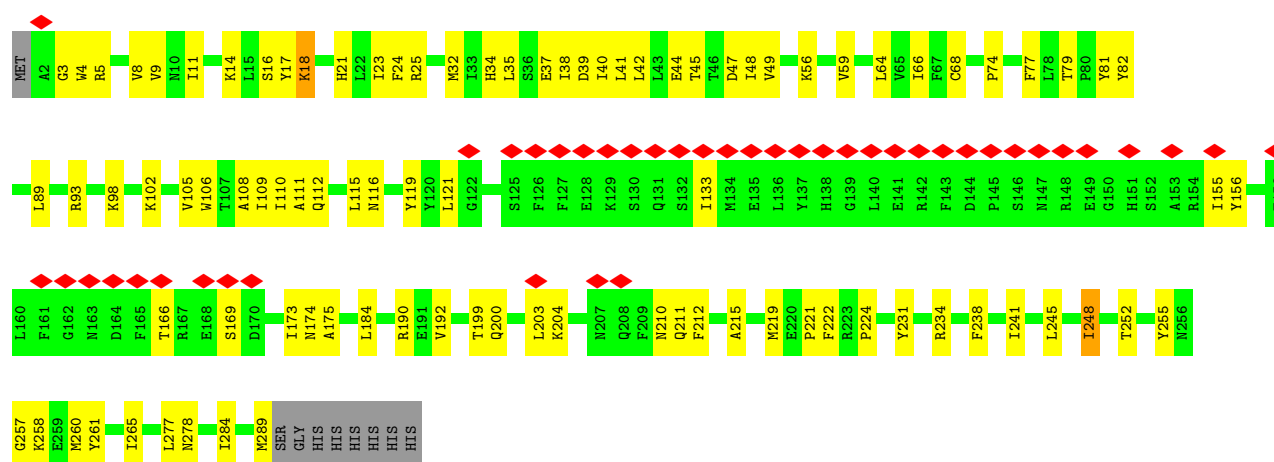 MET A2 G3 W4 R5 V8 V9 N10 I11 K14 L15 S16 Y17 K18 H21 L22 I23 F24 R25 M32 I33 H34 L35 S36 E37 I38 D39 I40 L41 L42 L43 E44 T45 T46 D47 I48 V49 K56 V59 L64 V65 I66 F67 C68 P74 F77 L78 T79 P80 Y81 Y82
L89 R93 K98 K102 V105 W106 T107 A108 I109 I110 A111 Q112 L115 N116 Y119 Y120 L121 G122 S125 F126 F127 E128 K129 S130 Q131 S132 I133 M134 E135 L136 Y137 H138 G139 L140 E141 R142 F143 D144 P145 S146 N147 R148 E149 G150 H151 S152 A153 R154 I155 Y156
L160 F161 G162 N163 D164 F165 T166 R167 E168 S169 D170 I173 N174 A175 L184 R190 E191 V192 T199 Q200 L203 K204 N207 Q208 F209 N210 Q211 F212 A215 M219 E220 P221 F222 R223 P224 Y231 R234 F238 I241 L245 I248 T252 Y255 N256
G257 K258 E259 M260 Y261 I265 L277 N278 I284 M289 SER GLY HIS HIS HIS HIS HIS HIS